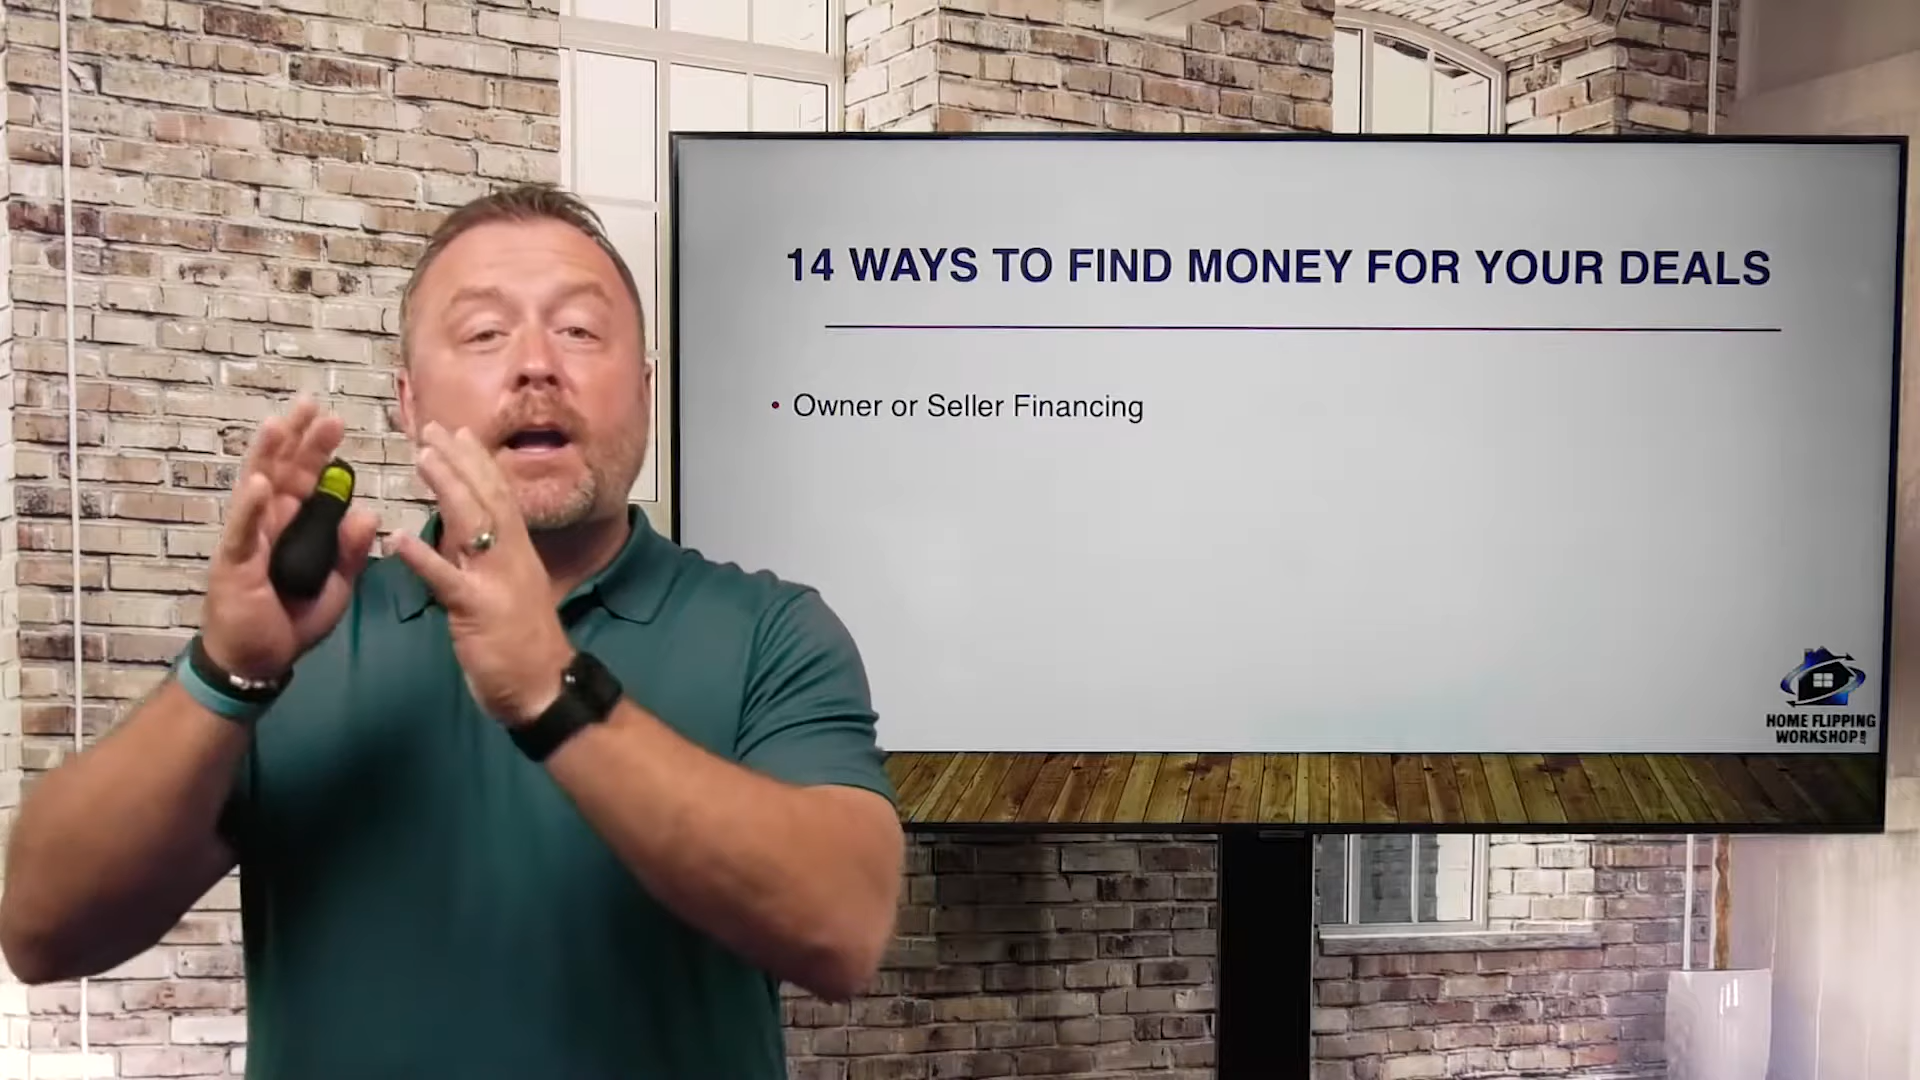 14 WAYS TO FIND MONEY FOR YOUR DEALS
• Owner or Seller Financing
HOME FLIPPING
WORKSHOP